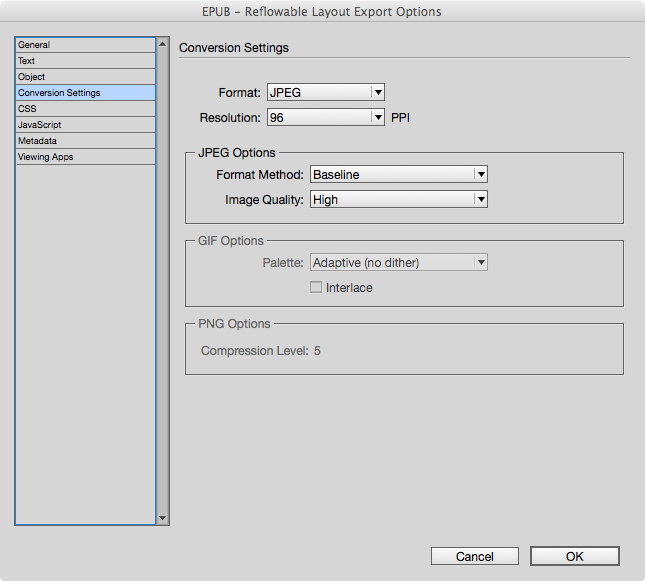 EPUB – Reflowable Layout Export Options
General
Text
Object
Conversion Settings
CSS
JavaScript
Metadata
Viewing Apps
Conversion Settings
Format: JPEG
Resolution: 96 PPI
JPEG Options
Format Method: Baseline
Image Quality: High
GIF Options
Palette: Adaptive (no dither)
Interlace
PNG Options
Compression Level: 5
Cancel OK